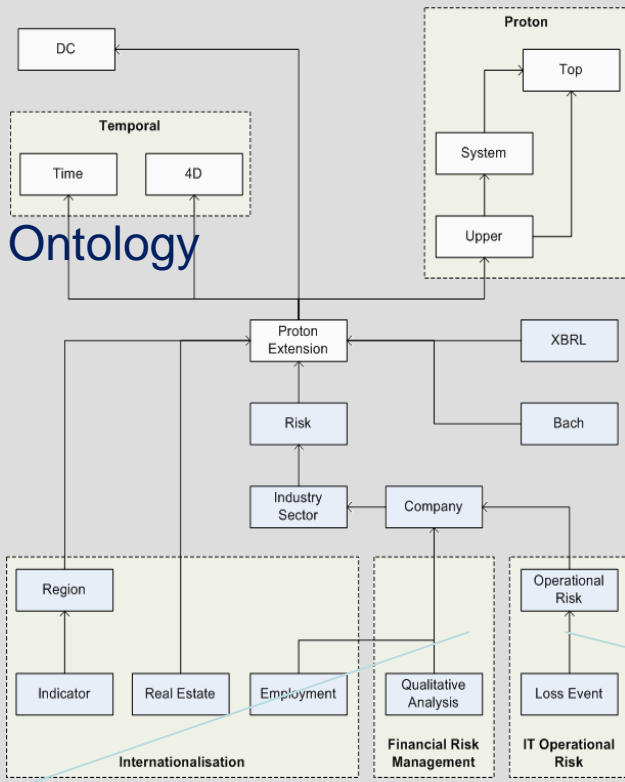 Proton
DC
Top
Temporal
System
Time
4D
Upper
Ontology
Proton
Extension
XBRL
Risk
Bach
Industry
Sector
Company
Region
Operational
Risk
Indicator
Real Estate
Employment
Qualitative
Analysis
Loss Event
Internationalisation
Financial Risk
Management
IT Operational
Risk